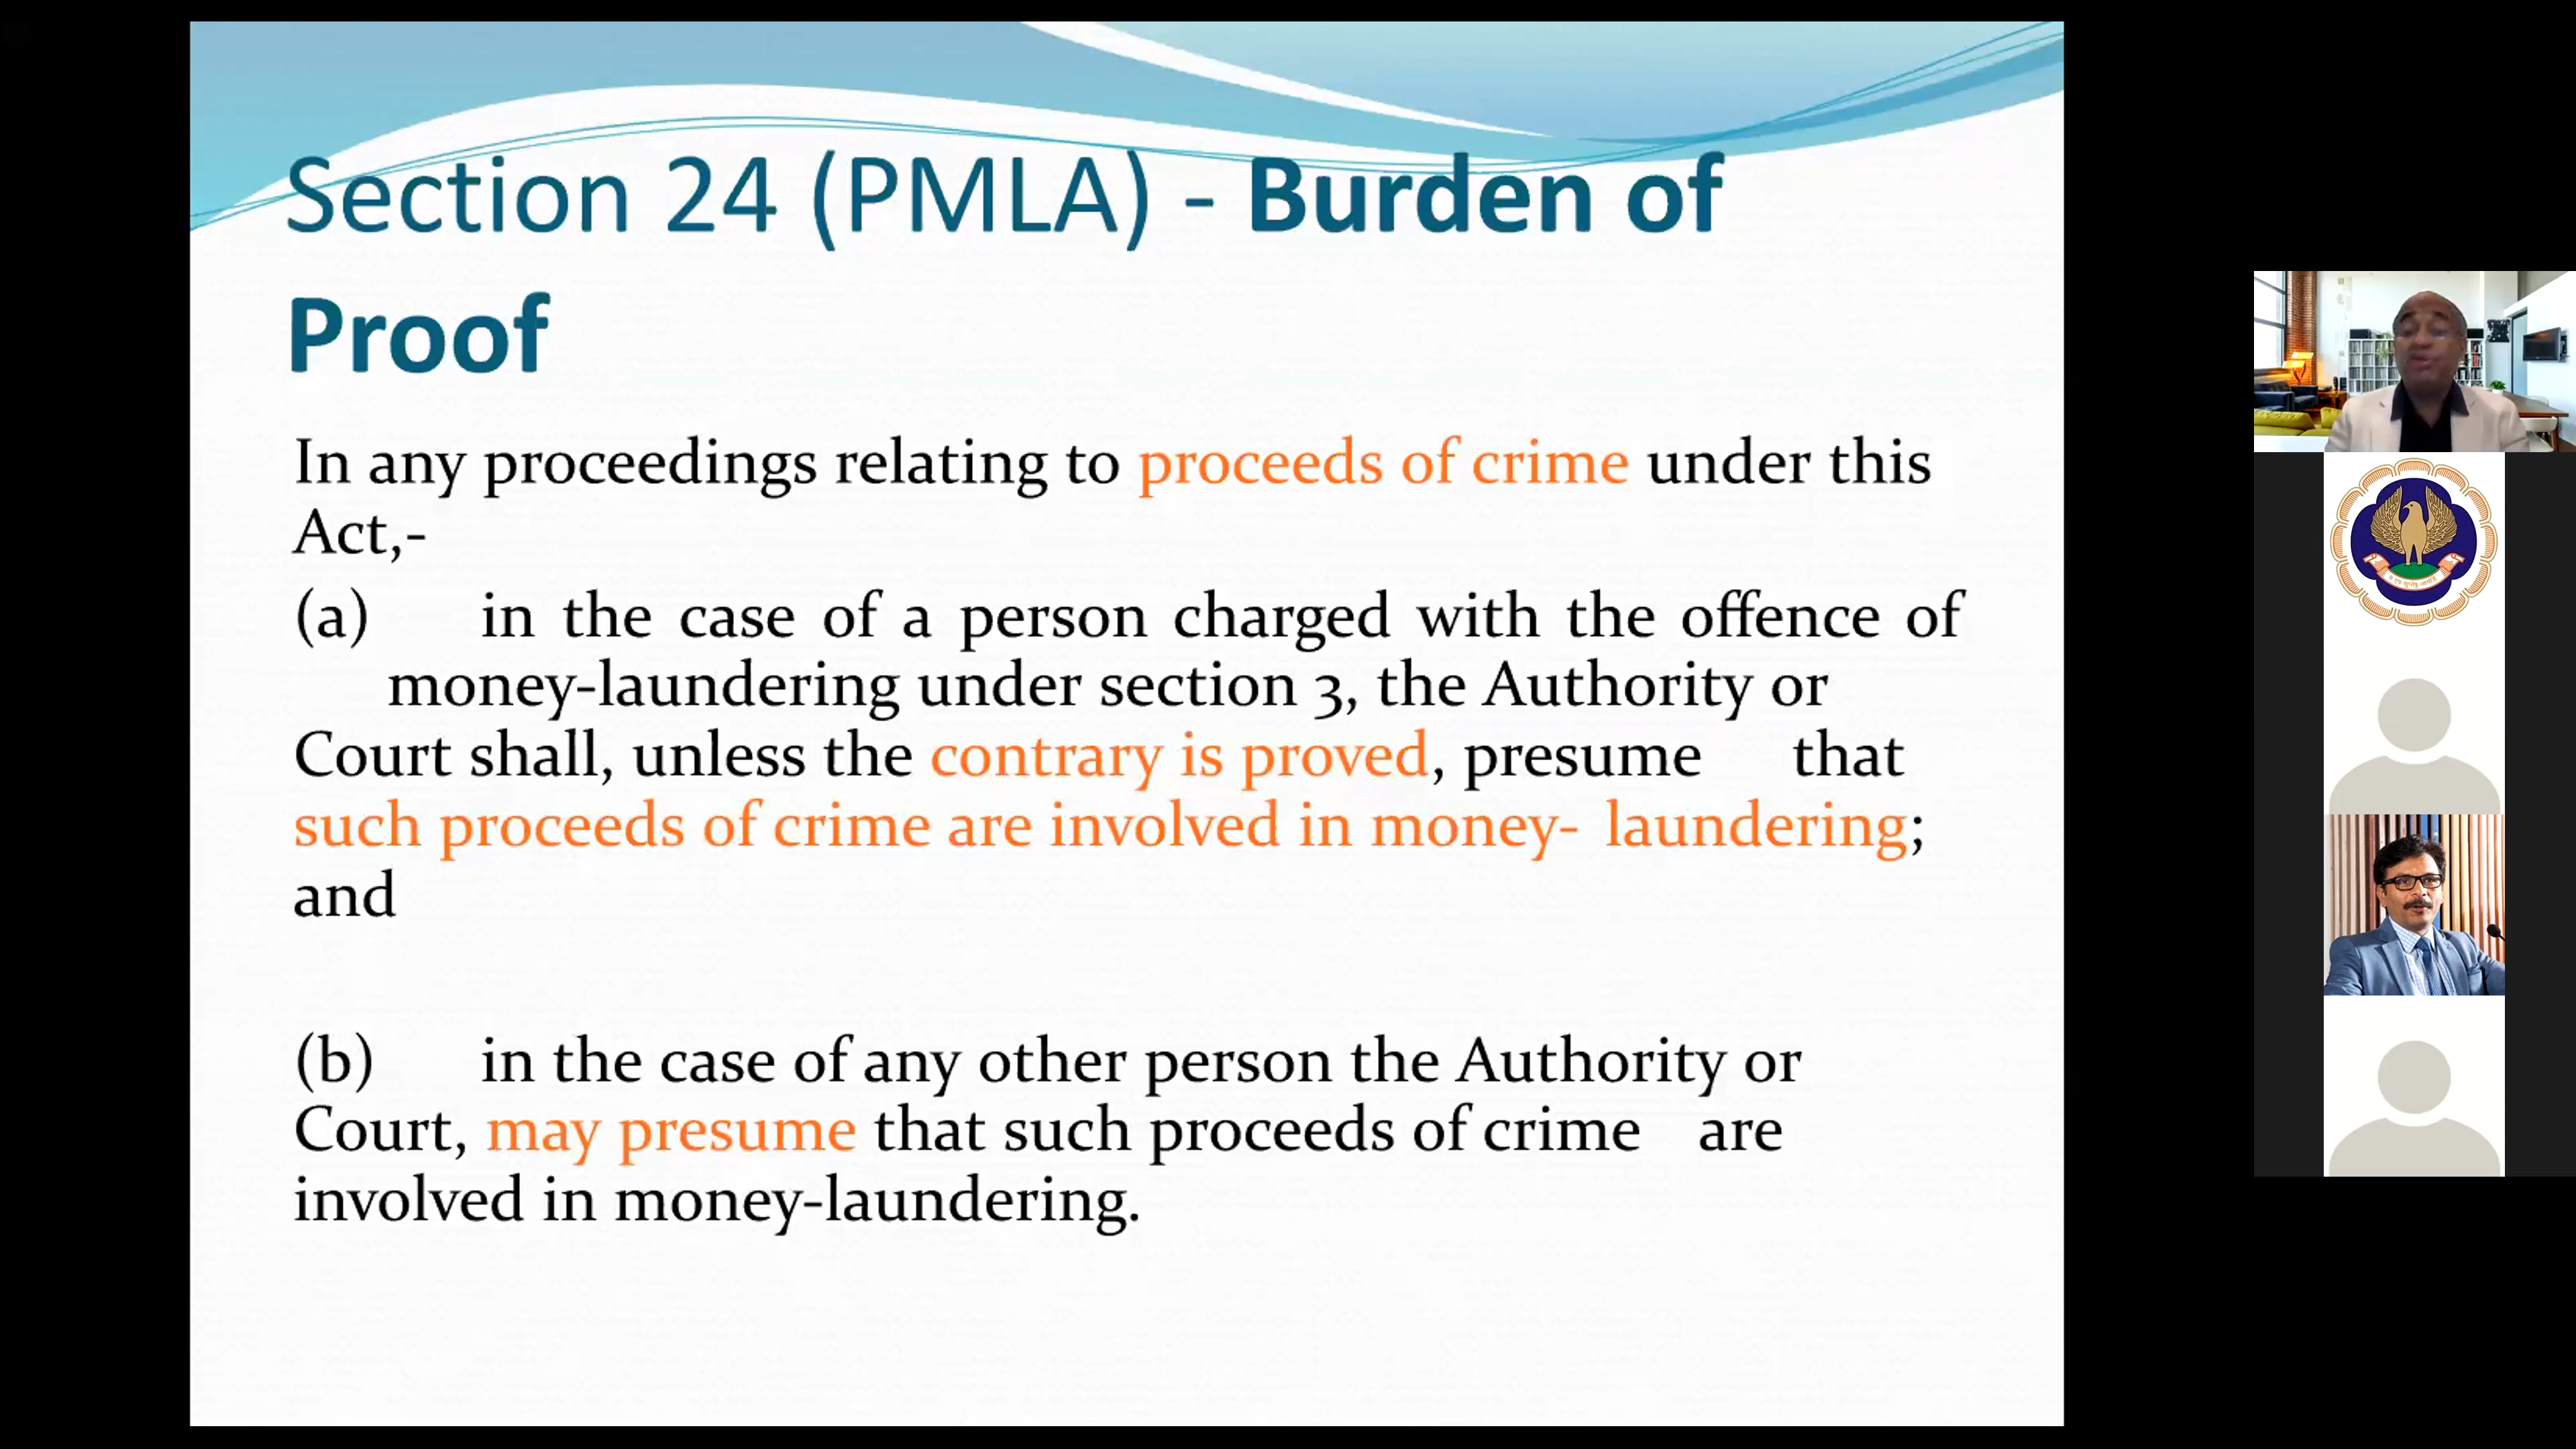 Section 24 (PMLA) - Burden of
Proof
In any proceedings relating to proceeds of crime under this
Act,-
(a) in the case of a person charged with the offence of
money-laundering under section 3, the Authority or
Court shall, unless the contrary is proved, presume that
such proceeds of crime are involved in money- laundering;
and
(b) in the case of any other person the Authority or
Court, may presume that such proceeds of crime are
involved in money-laundering.